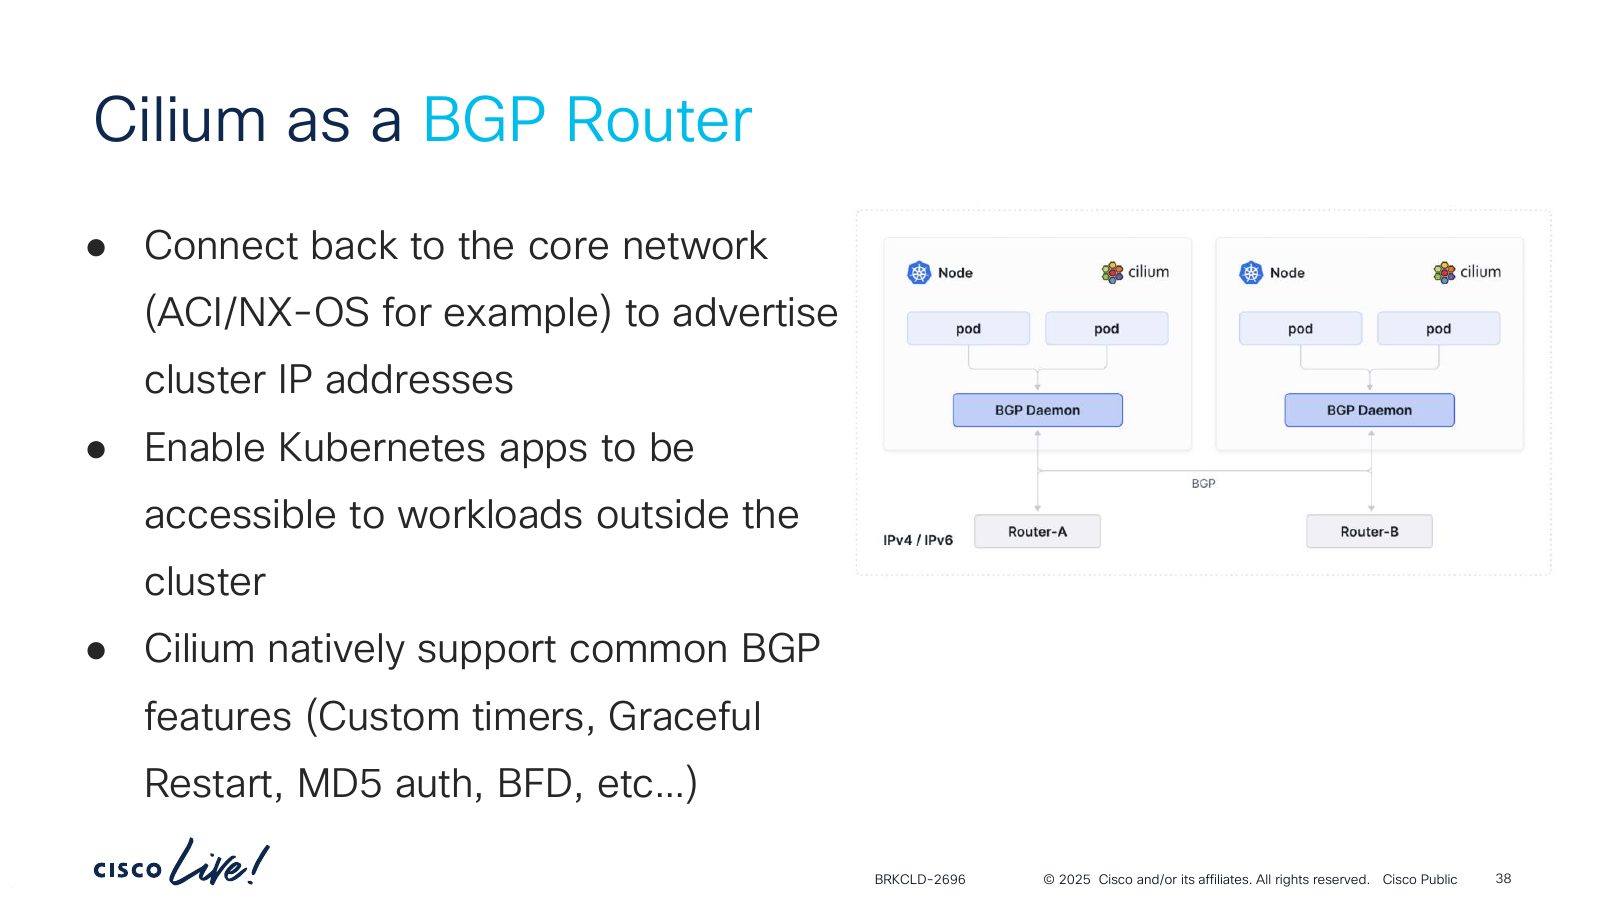 Cilium as a BGP Router
● Connect back to the core network
(ACI/NX-OS for example) to advertise
cluster IP addresses
● Enable Kubernetes apps to be
accessible to workloads outside the
cluster
● Cilium natively support common BGP
features (Custom timers, Graceful
Restart, MD5 auth, BFD, etc...)
Node cilium
pod pod
BGP Daemon
Node cilium
pod pod
BGP Daemon
BGP
IPv4 / IPv6
Router-A
Router-B
CISCO Live!
BRKCLD-2696
© 2025 Cisco and/or its affiliates. All rights reserved. Cisco Public
38